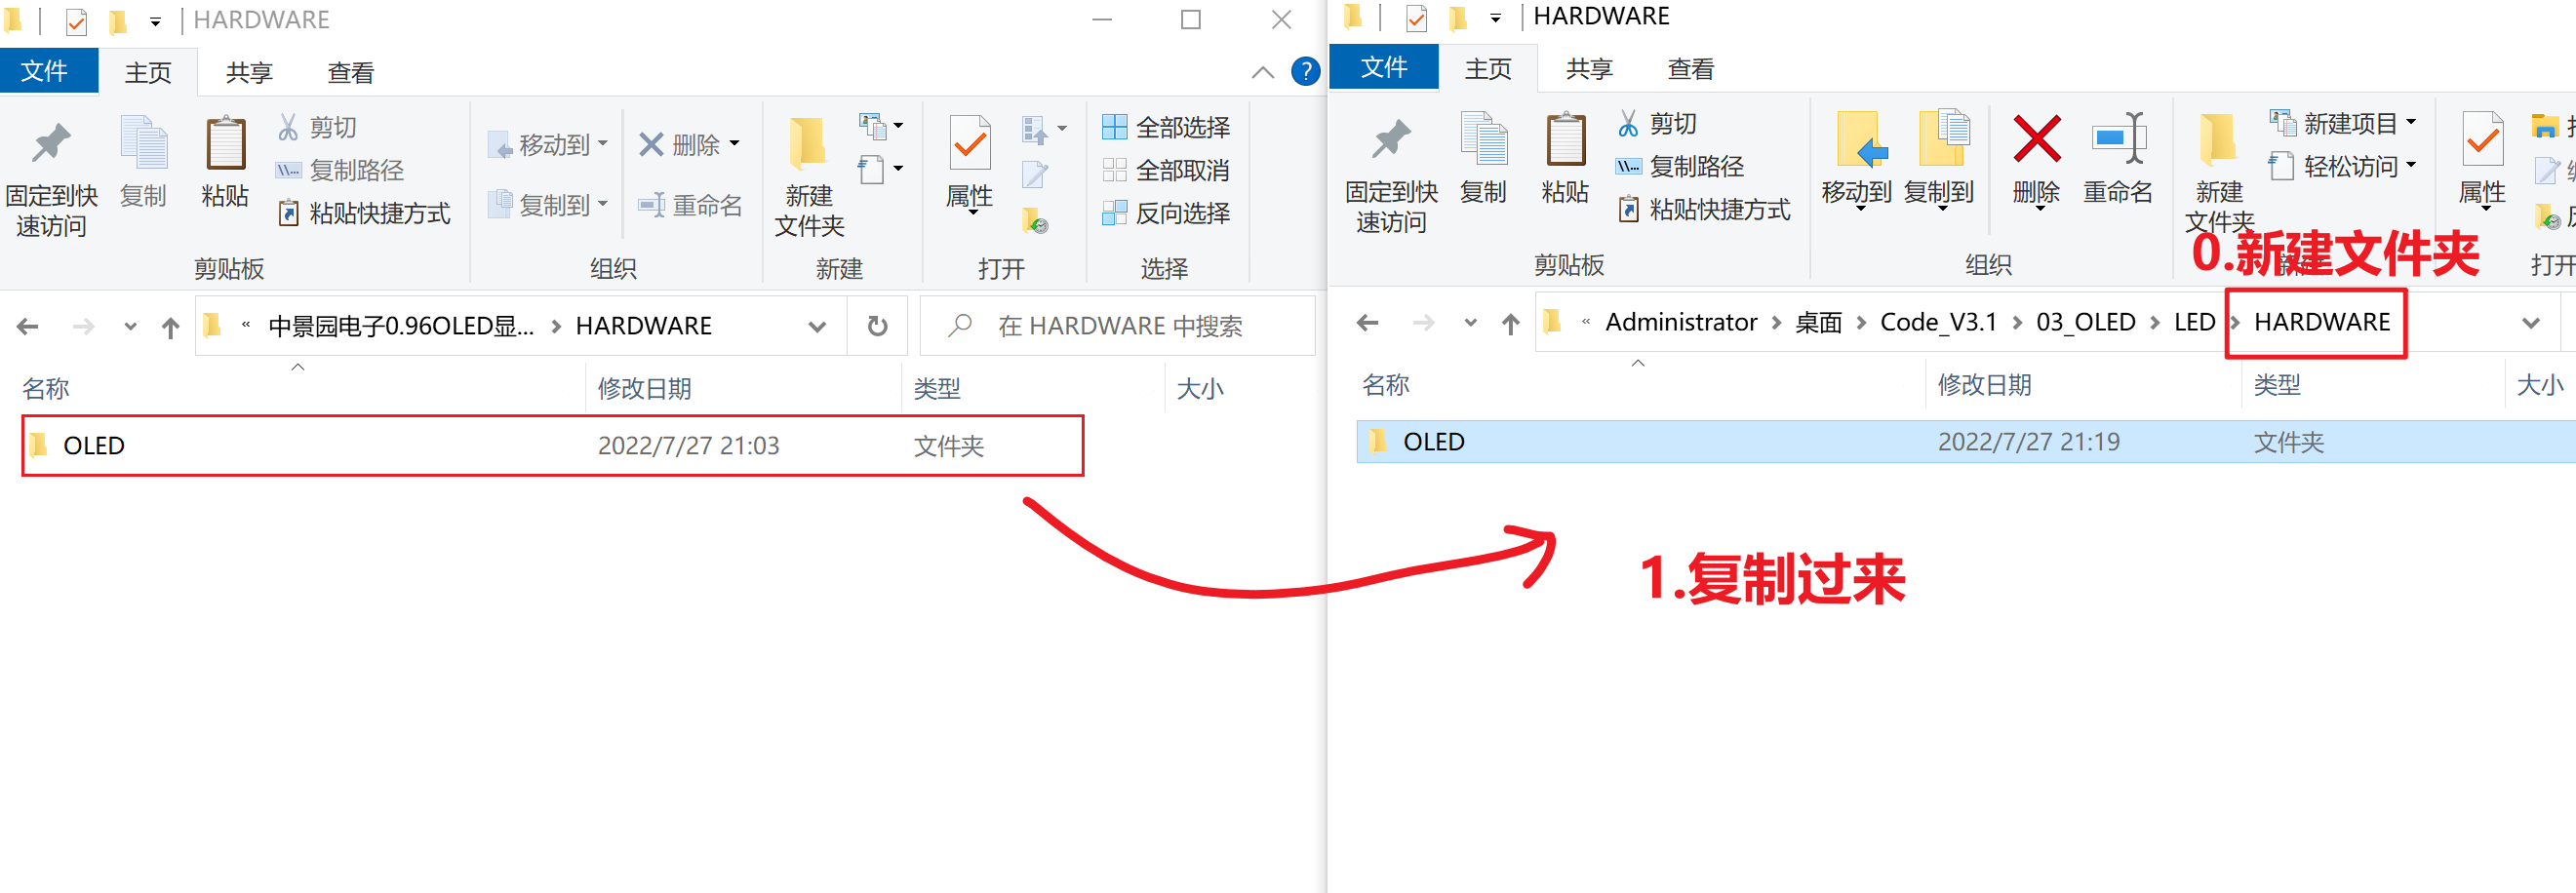 HARDWARE
文件 主页 共享 查看
固定到快
速访问
复制
粘贴
剪切
复制路径
粘贴快捷方式
剪贴板
移动到
复制到
删除
重命名
组织
新建
文件夹
新建
属性
打开
全部选择
全部取消
反向选择
选择
« 中景园电子0.96OLED显... > HARDWARE
在 HARDWARE 中搜索
名称 修改日期 类型 大小
OLED 2022/7/27 21:03 文件夹
HARDWARE
文件 主页 共享 查看
固定到快
速访问
复制
粘贴
剪切
复制路径
粘贴快捷方式
剪贴板
移动到
复制到
删除
重命名
组织
新建
文件夹
新建项目
轻松访问
属性
打开
0.新建文件夹
« Administrator > 桌面 > Code_V3.1 > 03_OLED > LED > HARDWARE
名称 修改日期 类型 大小
OLED 2022/7/27 21:19 文件夹
1.复制过来